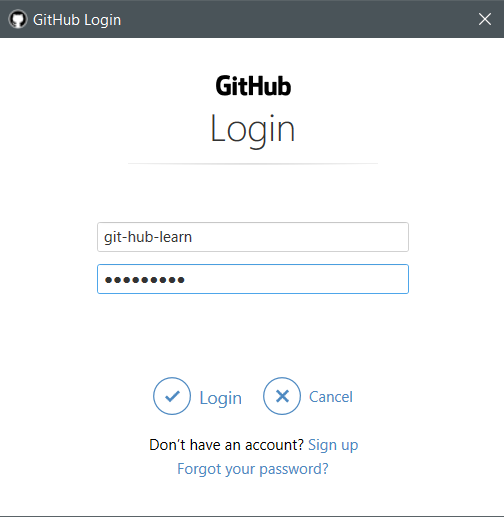 GitHub Login
GitHub
Login
git-hub-learn
●●●●●●●●●
Login Cancel
Don't have an account? Sign up
Forgot your password?